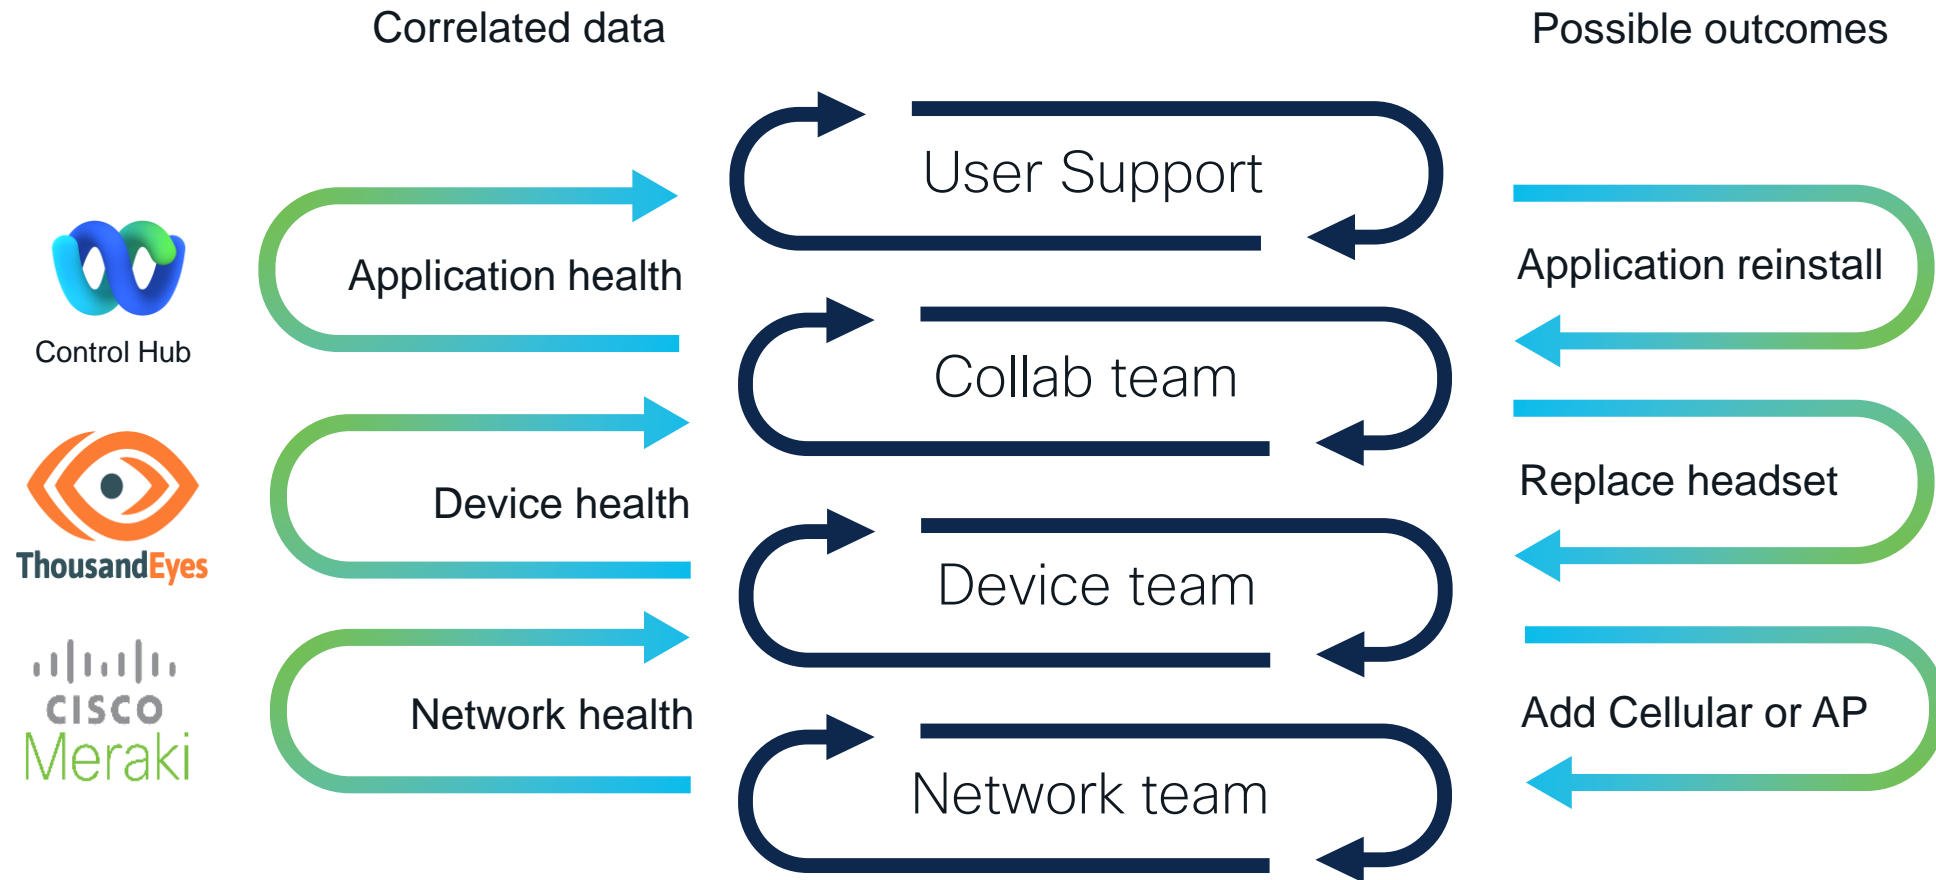 Correlated data
Possible outcomes
User Support
Application health
Application reinstall
Control Hub
Collab team
Device health
Replace headset
ThousandEyes
Device team
CISCO
Meraki
Network health
Add Cellular or AP
Network team